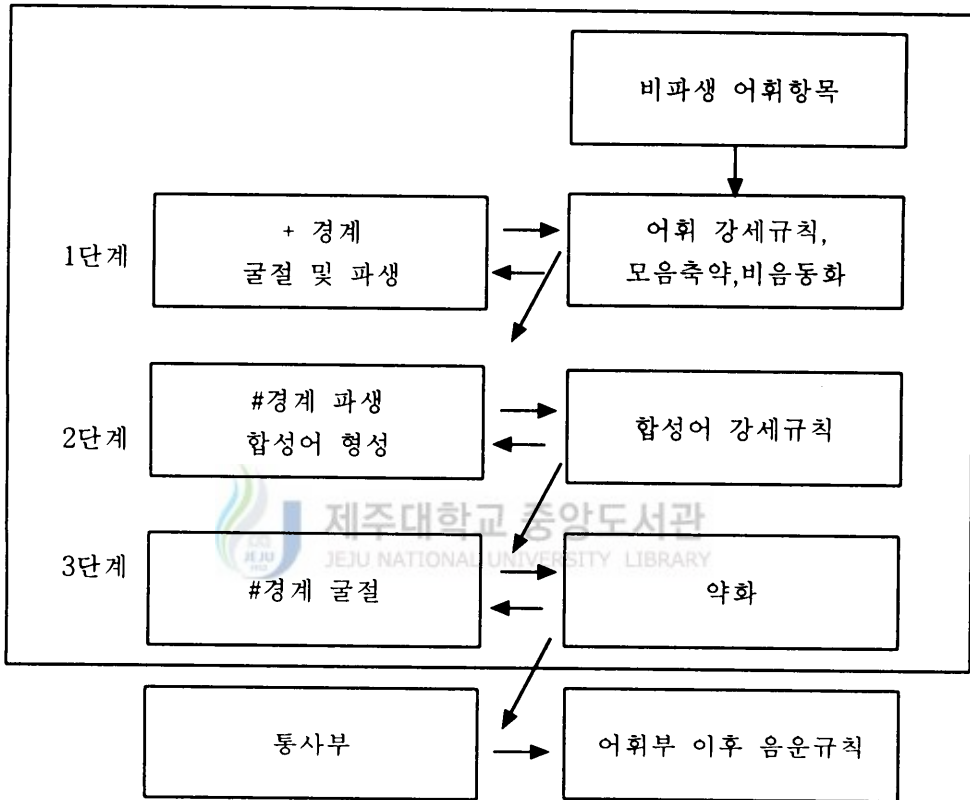 비파생 어휘항목
1단계
+ 경계
굴절 및 파생
어휘 강세규칙,
모음축약,비음동화
2단계
#경계 파생
합성어 형성
합성어 강세규칙
제주대학교 중앙도서관
JEJU NATIONAL UNIVERSITY LIBRARY
JEJU
3단계
#경계 굴절
약화
통사부
어휘부 이후 음운규칙